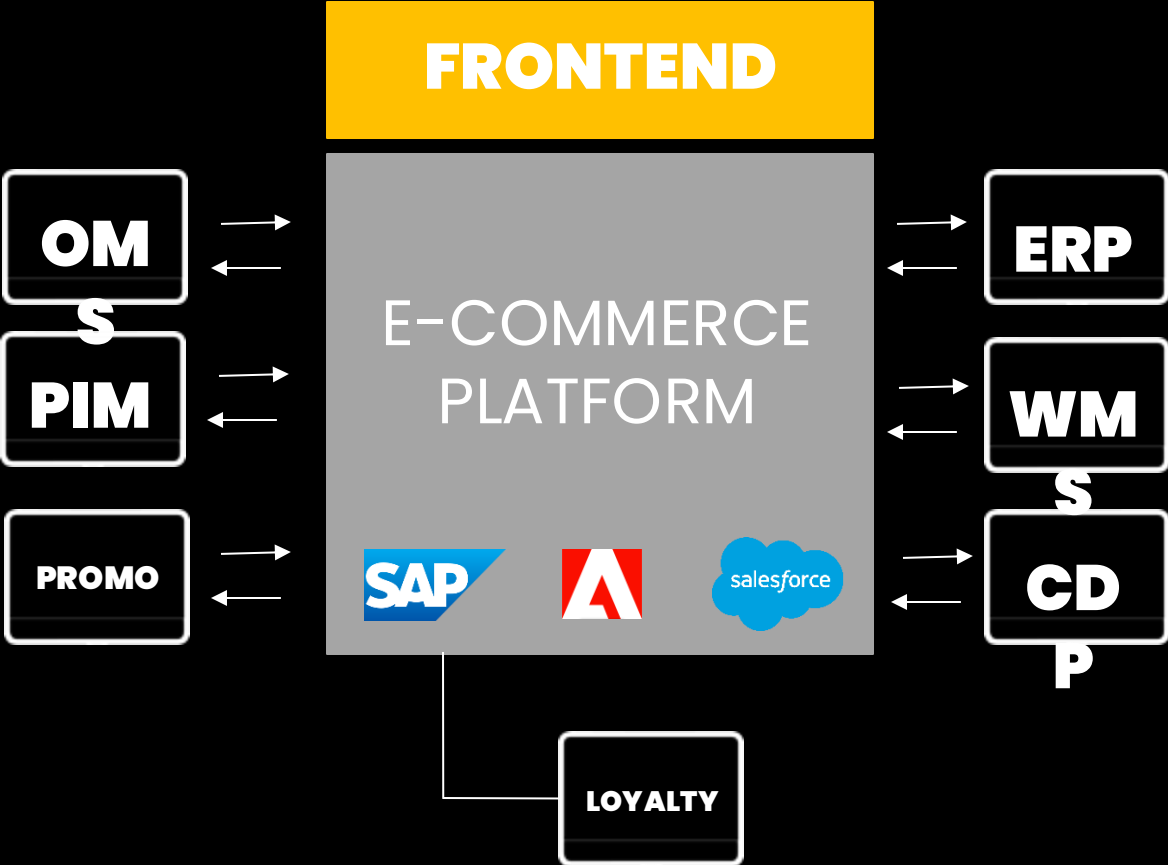 FRONTEND
OM
S
PIM
PROMO
E-COMMERCE
PLATFORM
SAP
salesforce
ERP
WM
S
CD
P
LOYALTY